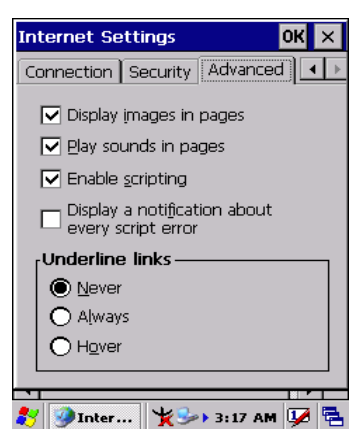 Internet Settings OK
Connection Security Advanced
Display images in pages
Play sounds in pages
Enable scripting
Display a notification about
every script error
Underline links
Never
Always
Hover
Inter... 3:17 AM